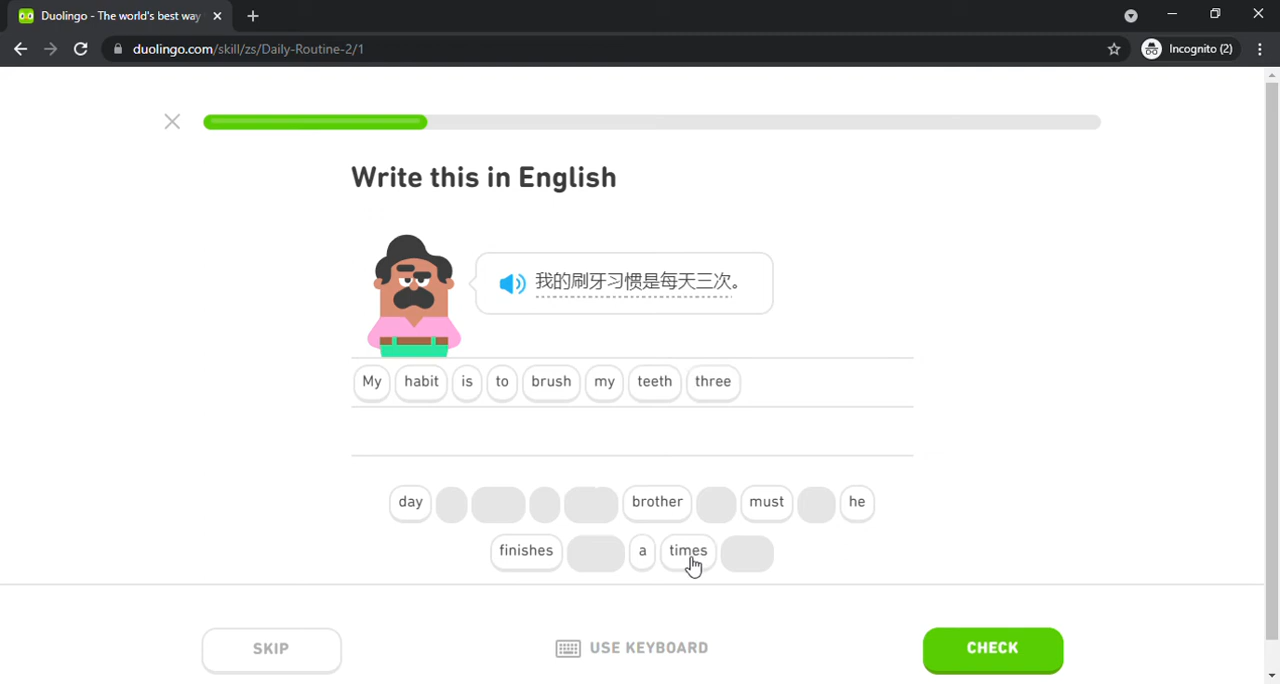 Duolingo - The world's best way
duolingo.com/skill/zs/Daily-Routine-2/1
Incognito (2)
Write this in English
我的刷牙习惯是每天三次。
My habit is to brush my teeth three
day brother must he
finishes a times
SKIP
USE KEYBOARD
CHECK